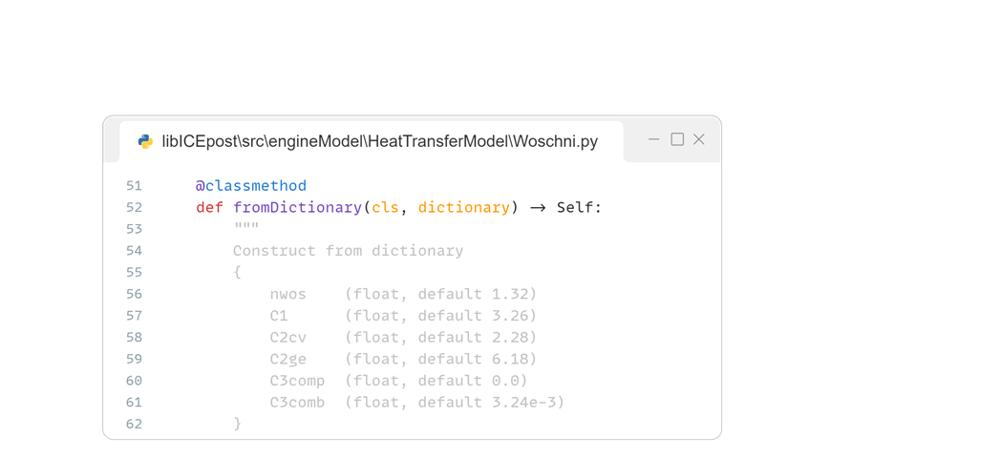 libICEpost\src\engineModel\HeatTransferModel\Woschni.py
51 @classmethod
52 def fromDictionary(cls, dictionary) → Self:
53 """
54 Construct from dictionary
55 {
56 nwos (float, default 1.32)
57 C1 (float, default 3.26)
58 C2cv (float, default 2.28)
59 C2ge (float, default 6.18)
60 C3comp (float, default 0.0)
61 C3comb (float, default 3.24e-3)
62 }